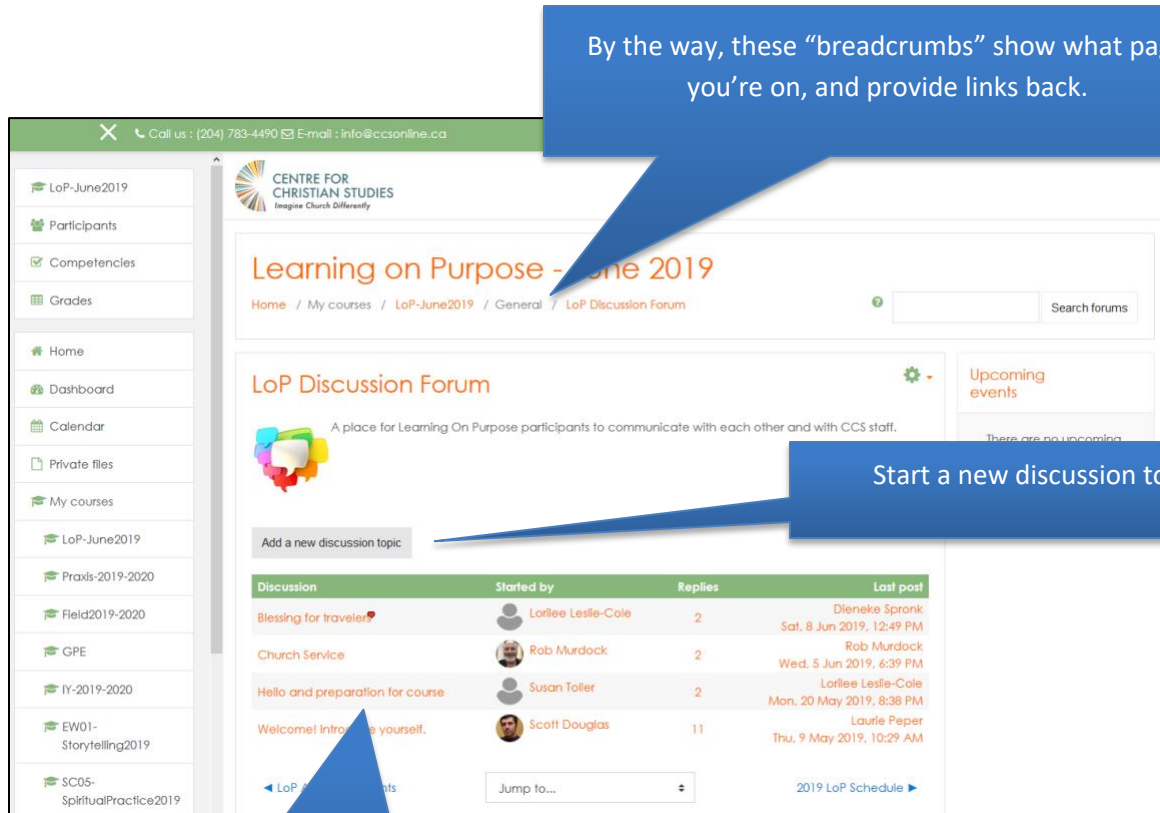 By the way, these “breadcrumbs” show what
you’re on, and provide links back.
Call us : (204) 783-4490 E-mail : info@ccsonline.ca
LoP-June2019
Participants
Competencies
Grades
Home
Dashboard
Calendar
Private files
My courses
LoP-June2019
Praxis-2019-2020
Field2019-2020
GPE
IY-2019-2020
EW01-
Storytelling2019
SC05-
SpiritualPractice2019
CENTRE FOR
CHRISTIAN STUDIES
Imagine Church Differently
Learning on Purpose - June 2019
Home / My courses / LoP-June2019 / General / LoP Discussion Forum
Search forums
LoP Discussion Forum
A place for Learning On Purpose participants to communicate with each other and with CCS staff.
Upcoming
events
There are no upcoming
Start a new discussion
Add a new discussion topic
Discussion Started by Replies Last post
Blessing for travelers Lorilee Leslie-Cole 2 Dieneke Spronk
Sat, 8 Jun 2019, 12:49 PM
Church Service Rob Murdock 2 Rob Murdock
Wed, 5 Jun 2019, 6:39 PM
Hello and preparation for course Susan Toller 2 Lorilee Leslie-Cole
Mon, 20 May 2019, 8:38 PM
Welcome! Introduce yourself. Scott Douglas 11 Laurie Peper
Thu, 9 May 2019, 10:29 AM
LoP
Jump to...
2019 LoP Schedule